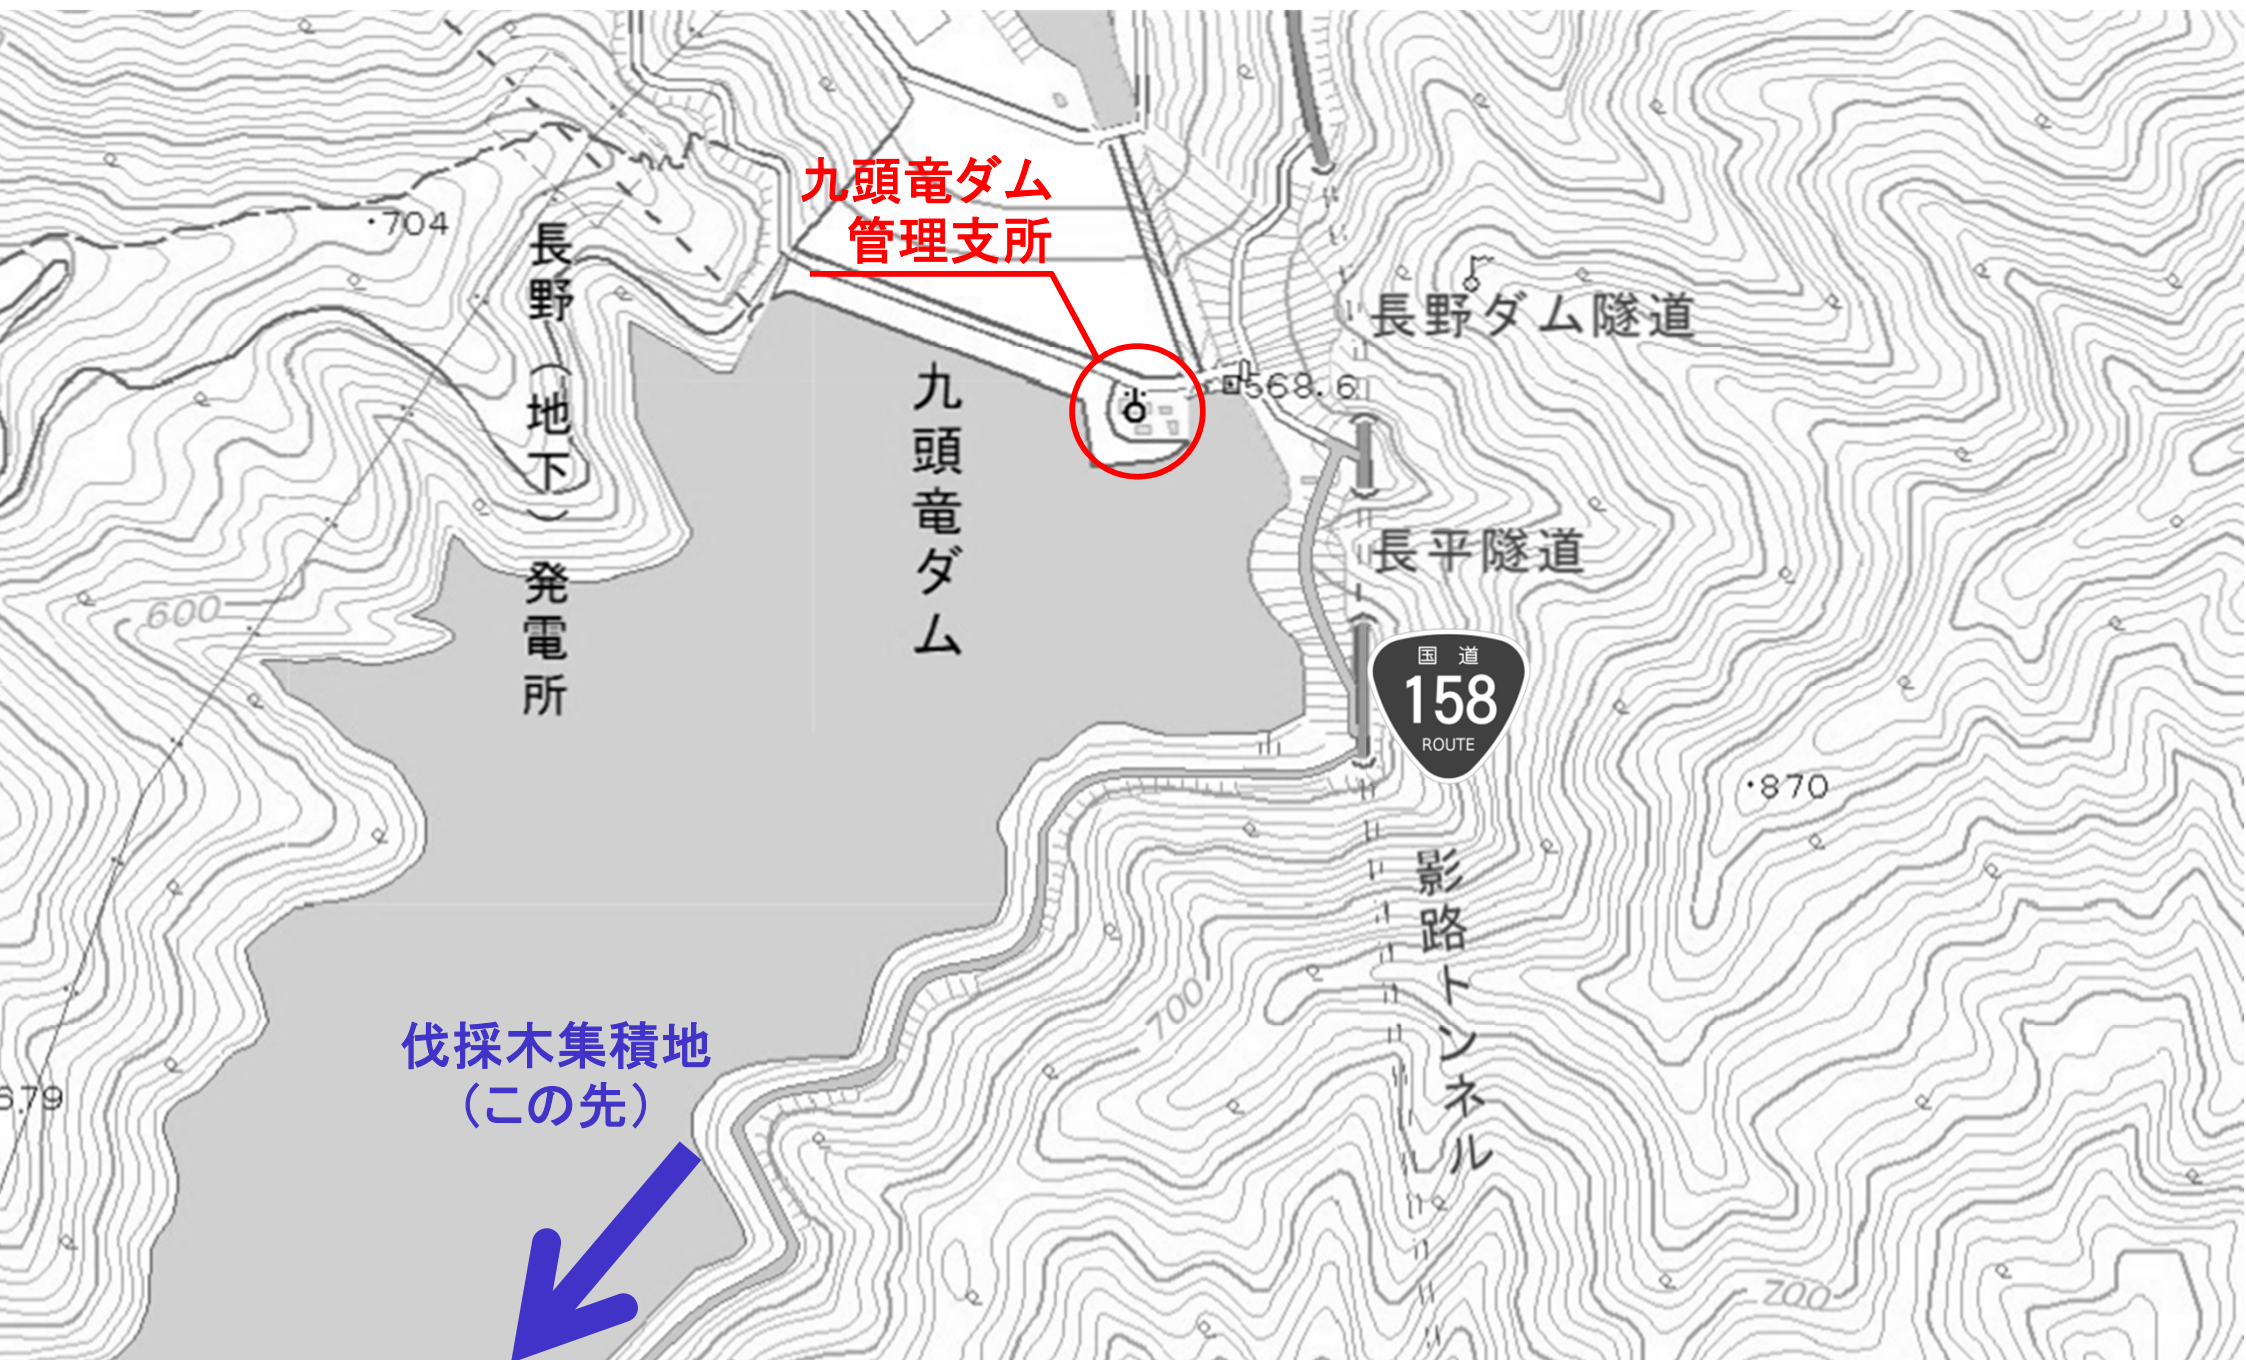 九頭竜ダム
管理支所
・704
長野（地下）発電所
九頭竜ダム
568.6
長野ダム隧道
長平隧道
600
国道
158
ROUTE
・870
影路トンネル
700
伐採木集積地
（この先）
679
700